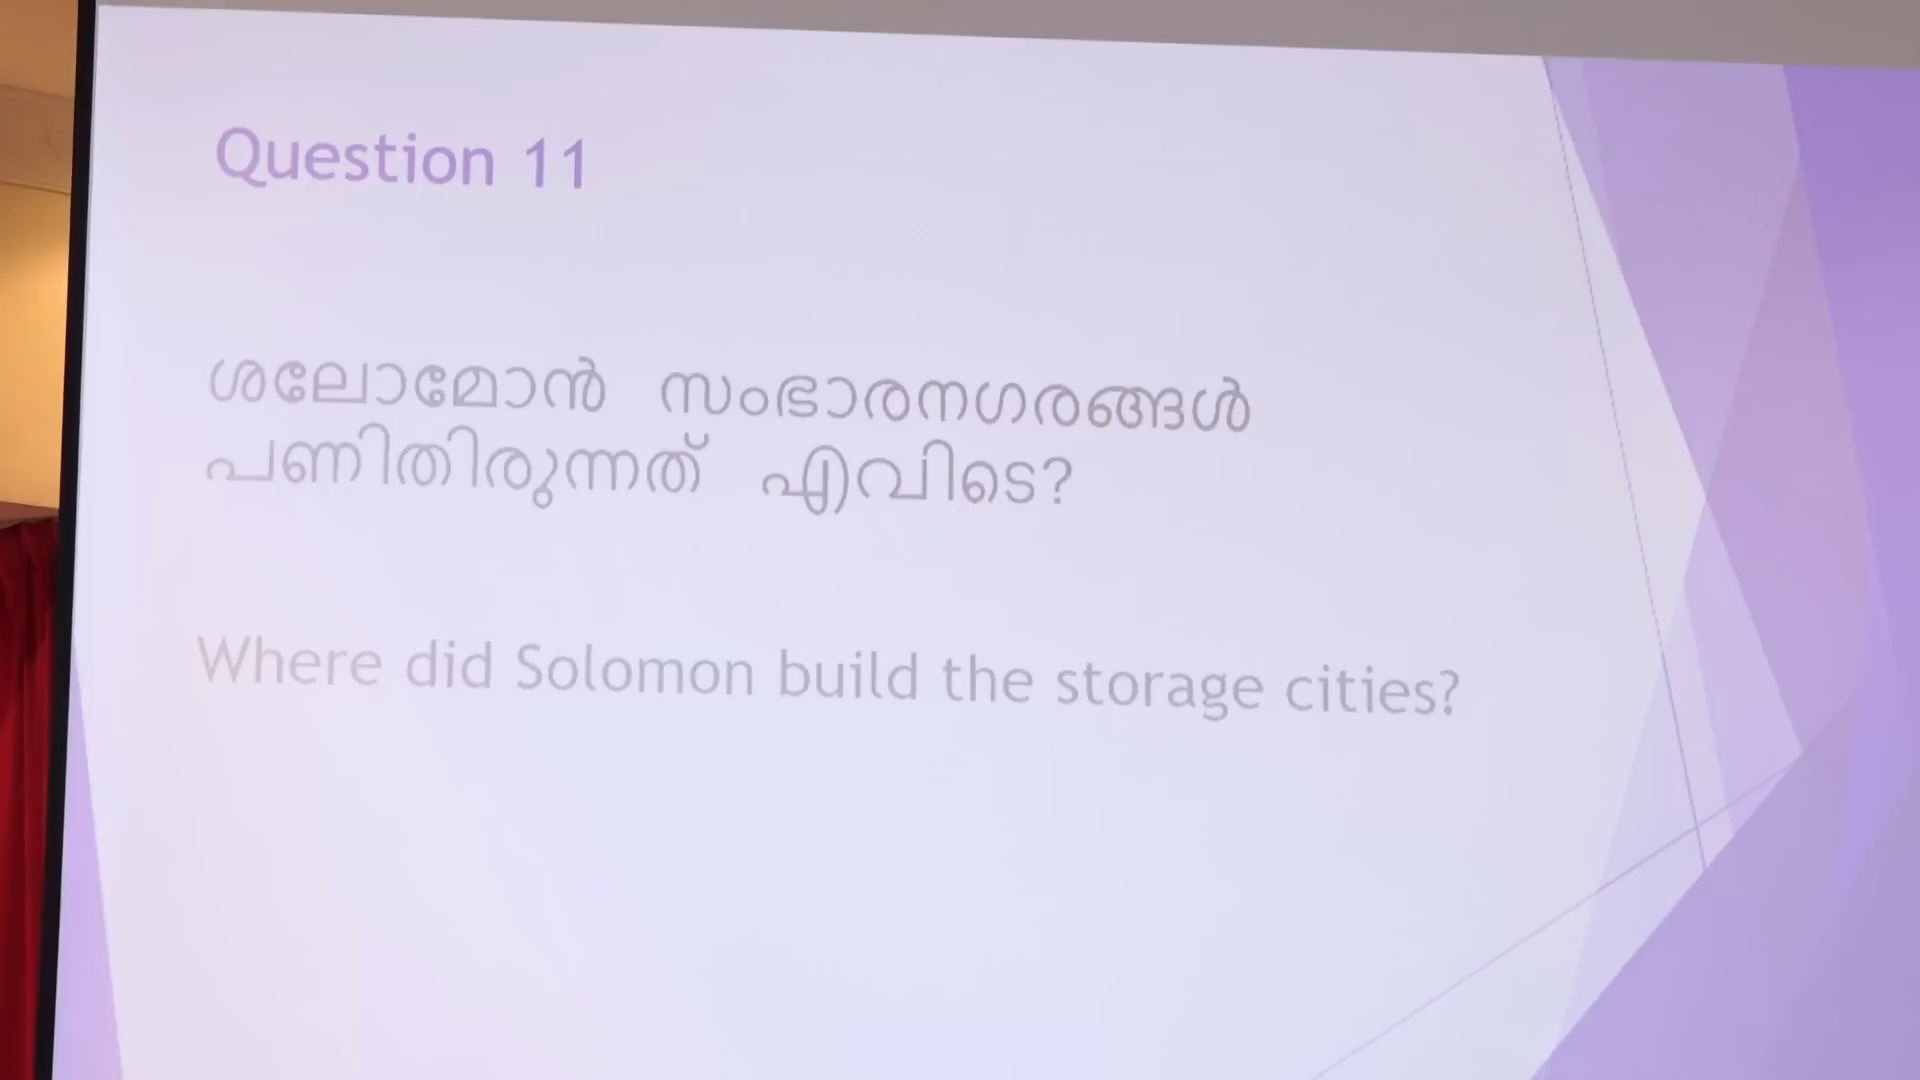 Question 11
ശലോമോൻ സംഭാരനഗരങ്ങൾ
പണിതിരുന്നത് എവിടെ?
Where did Solomon build the storage cities?